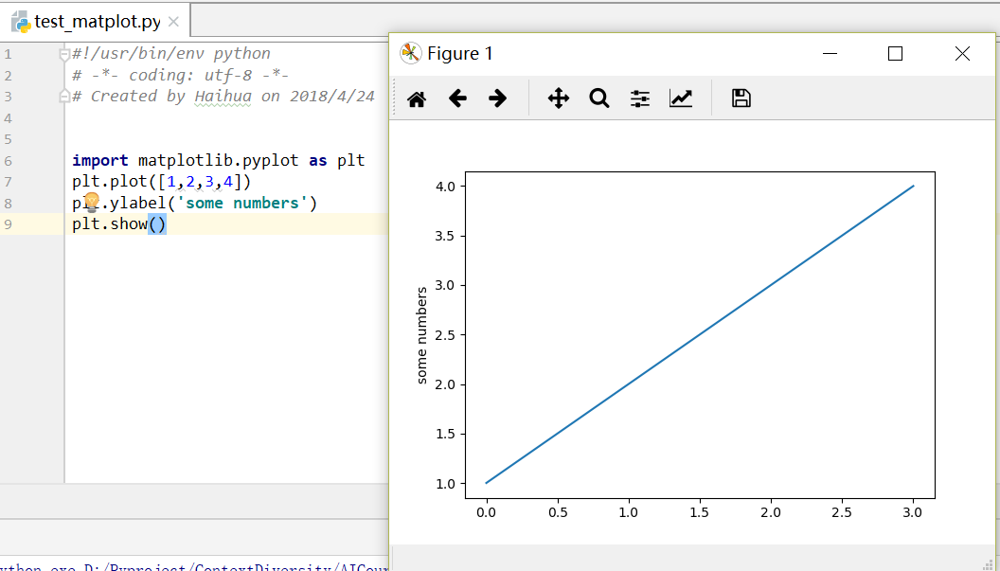 test_matplot.py
1 #!/usr/bin/env python
2 # -*- coding: utf-8 -*-
3 # Created by Haihua on 2018/4/24
4
5
6 import matplotlib.pyplot as plt
7 plt.plot([1,2,3,4])
8 pl.ylabel('some numbers')
9 plt.show()
Figure 1
4.0
3.5
3.0
2.5
2.0
1.5
1.0
some numbers
0.0 0.5 1.0 1.5 2.0 2.5 3.0
ython.exe D:/Pyproject/ContextDiversity/AICour